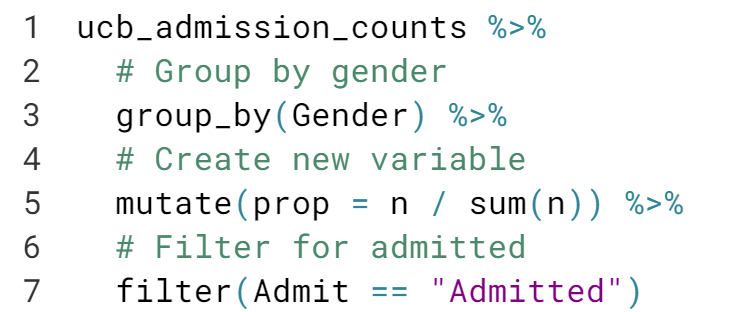 1 ucb_admission_counts %>%
2   # Group by gender
3   group_by(Gender) %>%
4   # Create new variable
5   mutate(prop = n / sum(n)) %>%
6   # Filter for admitted
7   filter(Admit == "Admitted")